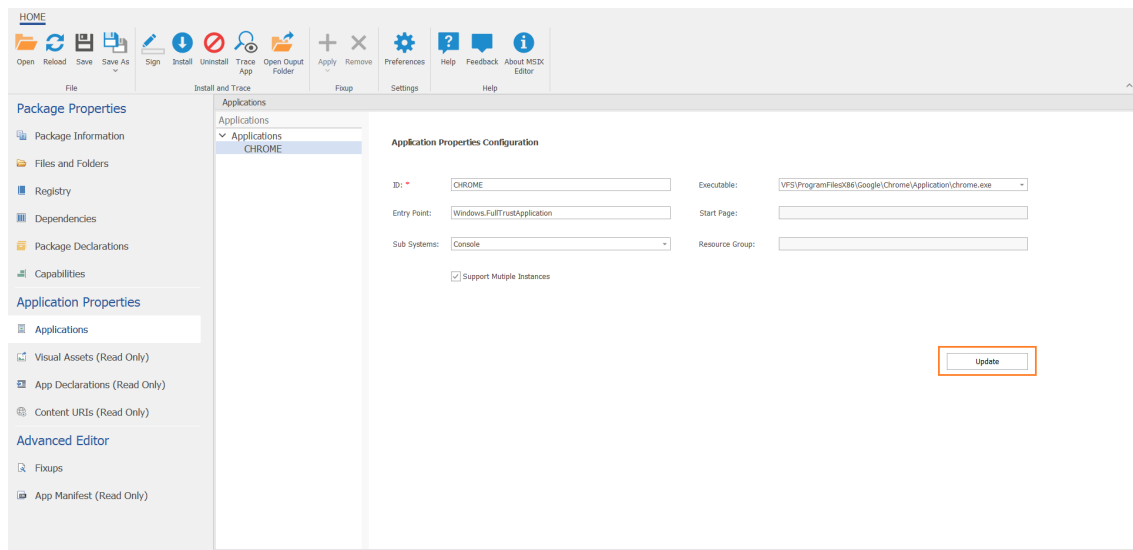 HOME
Open Reload Save Save As Sign Install Uninstall Trace App Open Ouput Folder Apply Remove Preferences Help Feedback About MSIX Editor
File Install and Trace Fixup Settings Help
Package Properties
Package Information
Files and Folders
Registry
Dependencies
Package Declarations
Capabilities
Application Properties
Applications
Visual Assets (Read Only)
App Declarations (Read Only)
Content URIs (Read Only)
Advanced Editor
Fixups
App Manifest (Read Only)
Applications
Applications
Applications
CHROME
Application Properties Configuration
ID: * CHROME Executable: VFS\ProgramFilesX86\Google\Chrome\Application\chrome.exe
Entry Point: Windows.FullTrustApplication Start Page:
Sub Systems: Console Resource Group:
Support Mutiple Instances
Update